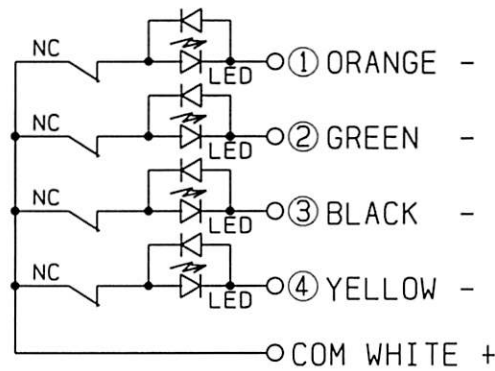 NC LED ① ORANGE -
NC LED ② GREEN -
NC LED ③ BLACK -
NC LED ④ YELLOW -
COM WHITE +